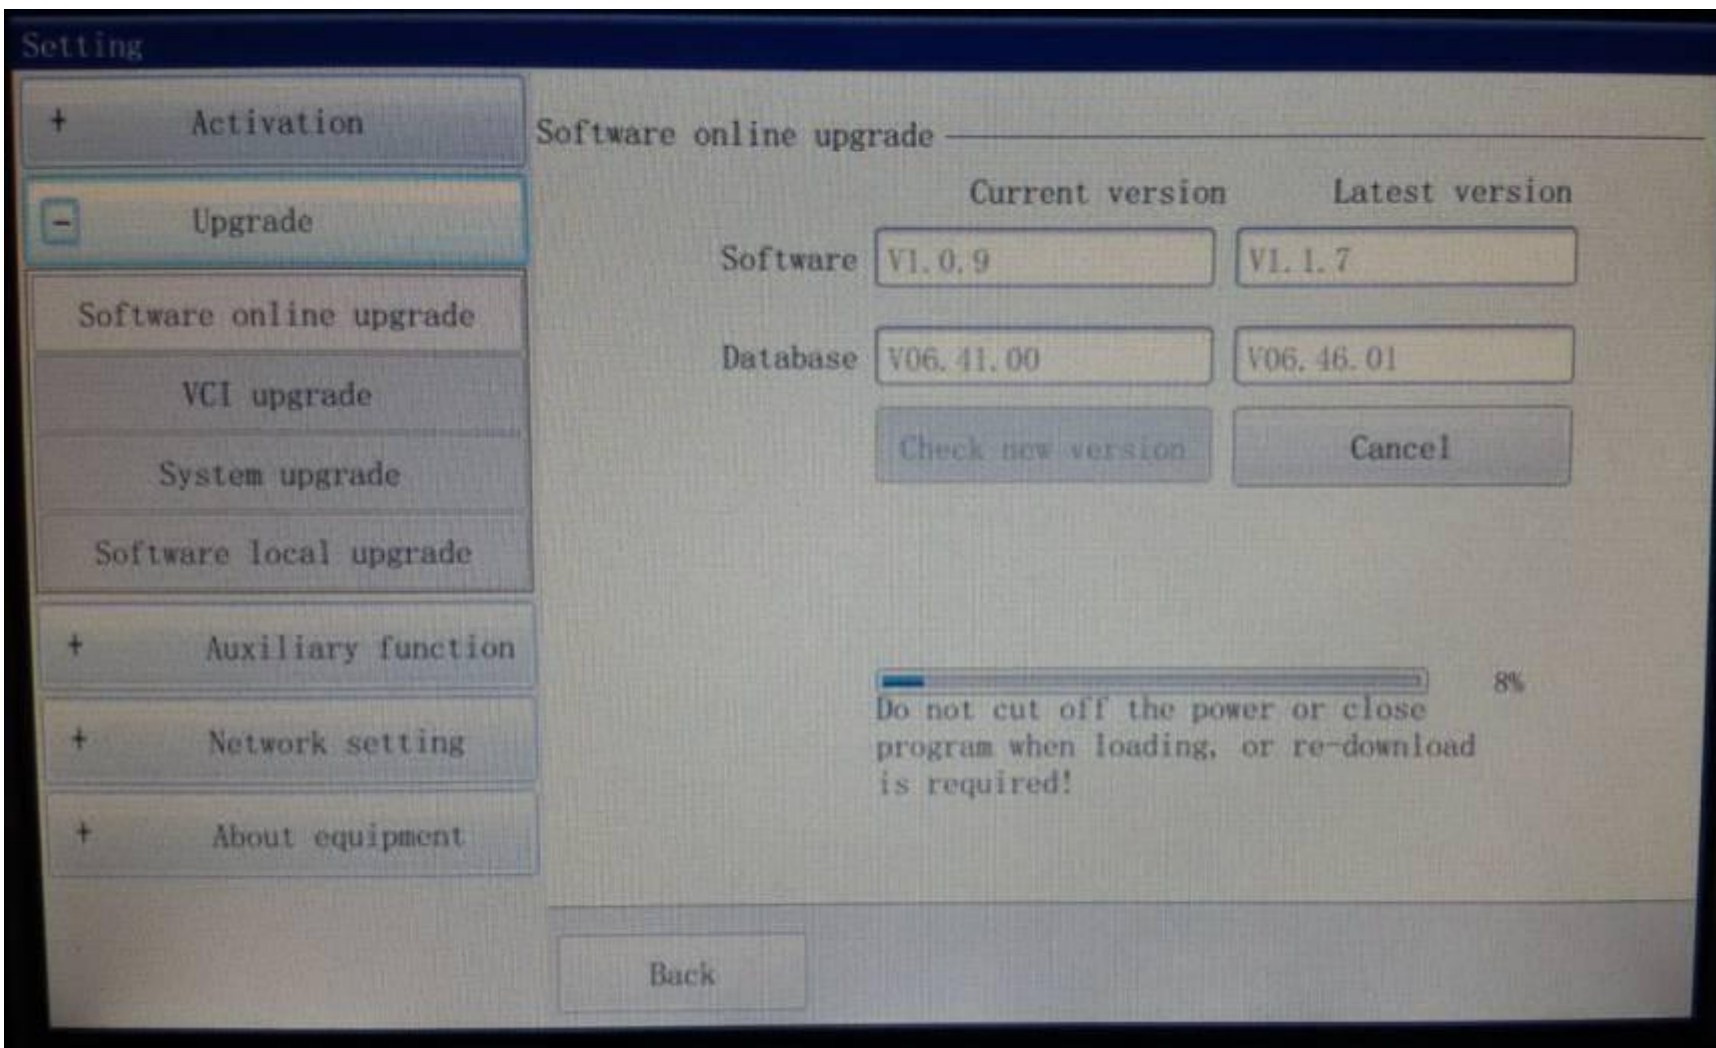 Setting
+ Activation
- Upgrade
Software online upgrade
VCI upgrade
System upgrade
Software local upgrade
+ Auxiliary function
+ Network setting
+ About equipment
Software online upgrade
Current version Latest version
Software V1.0.9 V1.1.7
Database V06.41.00 V06.46.01
Check new version Cancel
8%
Do not cut off the power or close
program when loading, or re-download
is required!
Back